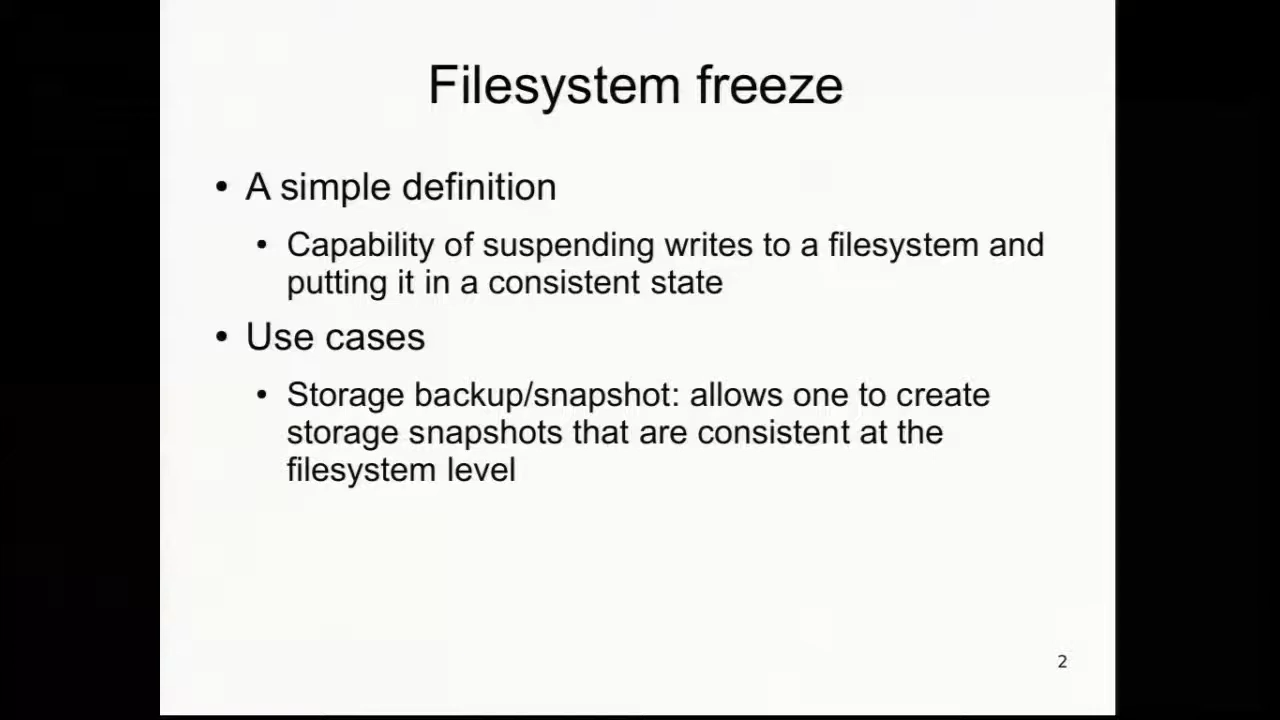 Filesystem freeze
• A simple definition
• Capability of suspending writes to a filesystem and
putting it in a consistent state
• Use cases
• Storage backup/snapshot: allows one to create
storage snapshots that are consistent at the
filesystem level
2